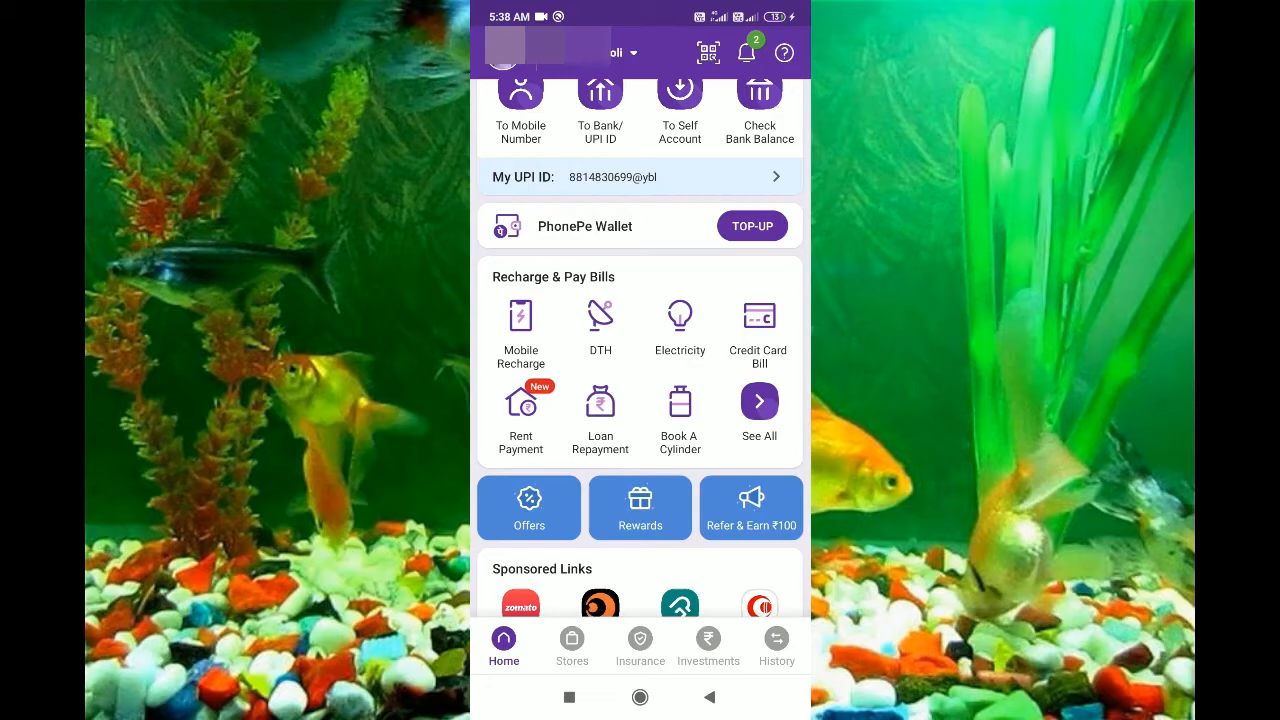 5:38 AM
13
oli
2
To Mobile
Number
To Bank/
UPI ID
To Self
Account
Check
Bank Balance
My UPI ID: 8814830699@ybl
PhonePe Wallet
TOP-UP
Recharge & Pay Bills
Mobile
Recharge
DTH
Electricity
Credit Card
Bill
New
Rent
Payment
Loan
Repayment
Book A
Cylinder
See All
Offers
Rewards
Refer & Earn ₹100
Sponsored Links
zomato
Home
Stores
Insurance
Investments
History